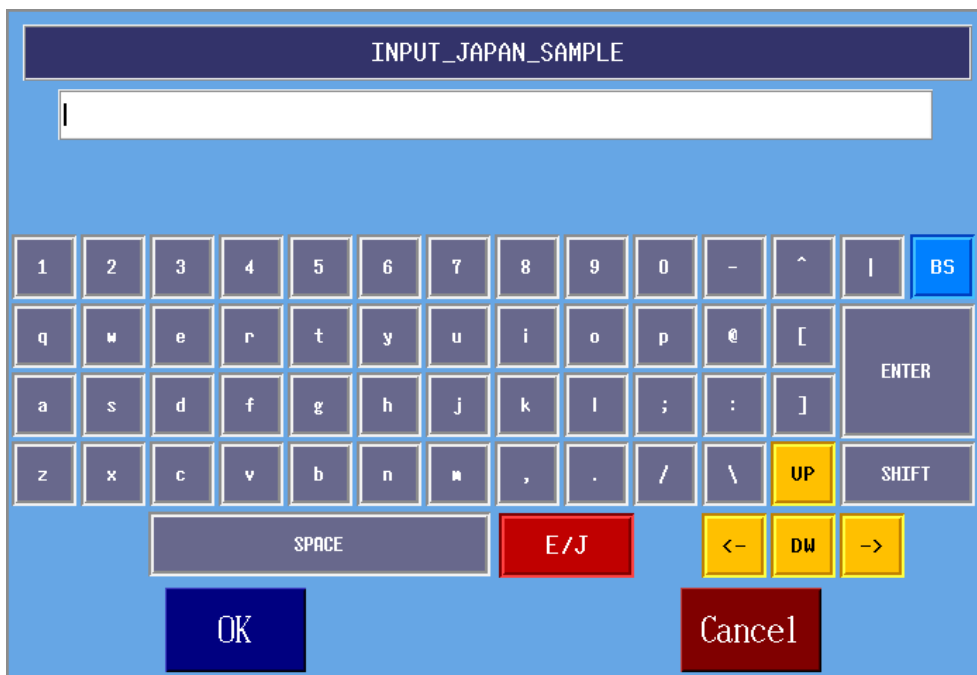 INPUT_JAPAN_SAMPLE
1 2 3 4 5 6 7 8 9 0 - ^ | BS
q w e r t y u i o p @ [
ENTER
a s d f g h j k l ; : ]
z x c v b n m , . / \ UP SHIFT
SPACE E/J <- DW ->
OK Cancel